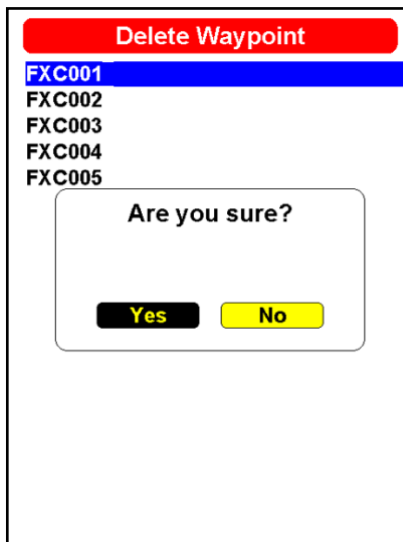 Delete Waypoint
FXC001
FXC002
FXC003
FXC004
FXC005
Are you sure?
Yes No